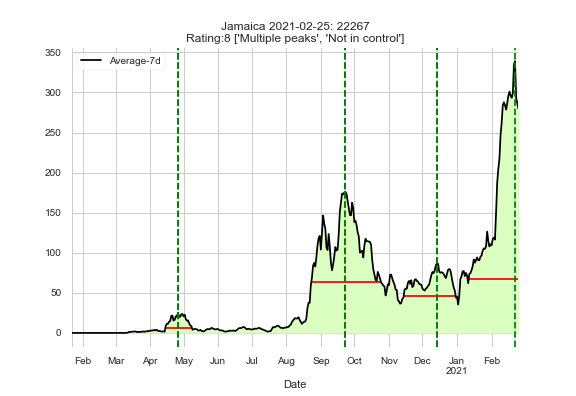 Jamaica 2021-02-25: 22267
Rating:8 ['Multiple peaks', 'Not in control']
Average-7d
350
300
250
200
150
100
50
0
Feb Mar Apr May Jun Jul Aug Sep Oct Nov Dec Jan Feb
2021
Date